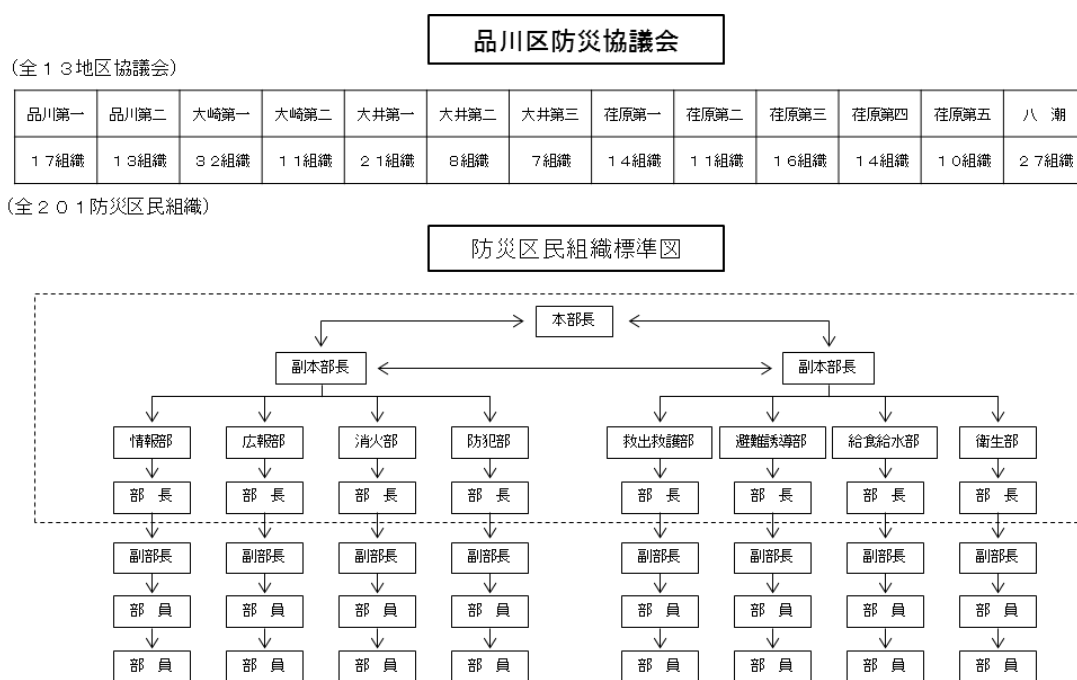 品川区防災協議会
(全１３地区協議会)
品川第一 品川第二 大崎第一 大崎第二 大井第一 大井第二 大井第三 荏原第一 荏原第二 荏原第三 荏原第四 荏原第五 八　潮
１７組織 １３組織 ３２組織 １１組織 ２１組織 ８組織 ７組織 １４組織 １１組織 １６組織 １４組織 １０組織 ２７組織
(全２０１防災区民組織)
防災区民組織標準図
本部長
副本部長 副本部長
情報部 広報部 消火部 防犯部 救出救護部 避難誘導部 給食給水部 衛生部
部　長 部　長 部　長 部　長 部　長 部　長 部　長 部　長
副部長 副部長 副部長 副部長 副部長 副部長 副部長 副部長
部　員 部　員 部　員 部　員 部　員 部　員 部　員 部　員
部　員 部　員 部　員 部　員 部　員 部　員 部　員 部　員